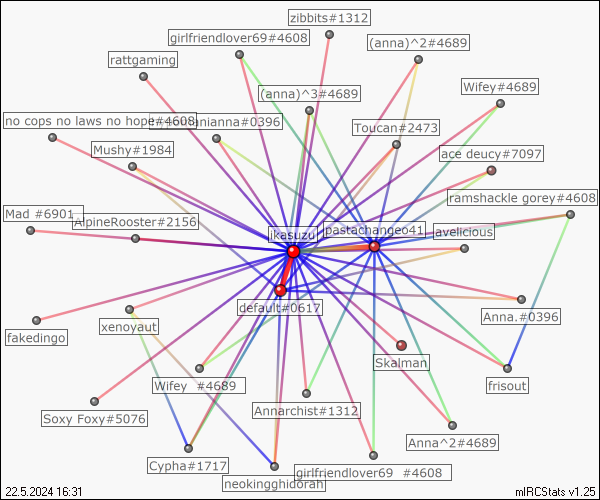 zibbits#1312
girlfriendlover69#4608
(anna)^2#4689
rattgaming
Wifey#4689
(anna)^3#4689
no cops no laws no hope#4608
anianna#0396
Toucan#2473
Mushy#1984
ace deucy#7097
ramshackle gorey#4608
Mad #6901
AlpineRooster#2156
ikasuzu
pastachangeo41
avelicious
default#0617
Anna.#0396
fakedingo
xenoyaut
Skalman
Wifey #4689
frisout
Soxy Foxy#5076
Annarchist#1312
Anna^2#4689
Cypha#1717
girlfriendlover69 #4608
neokingghidorah
22.5.2024 16:31
mIRCStats v1.25